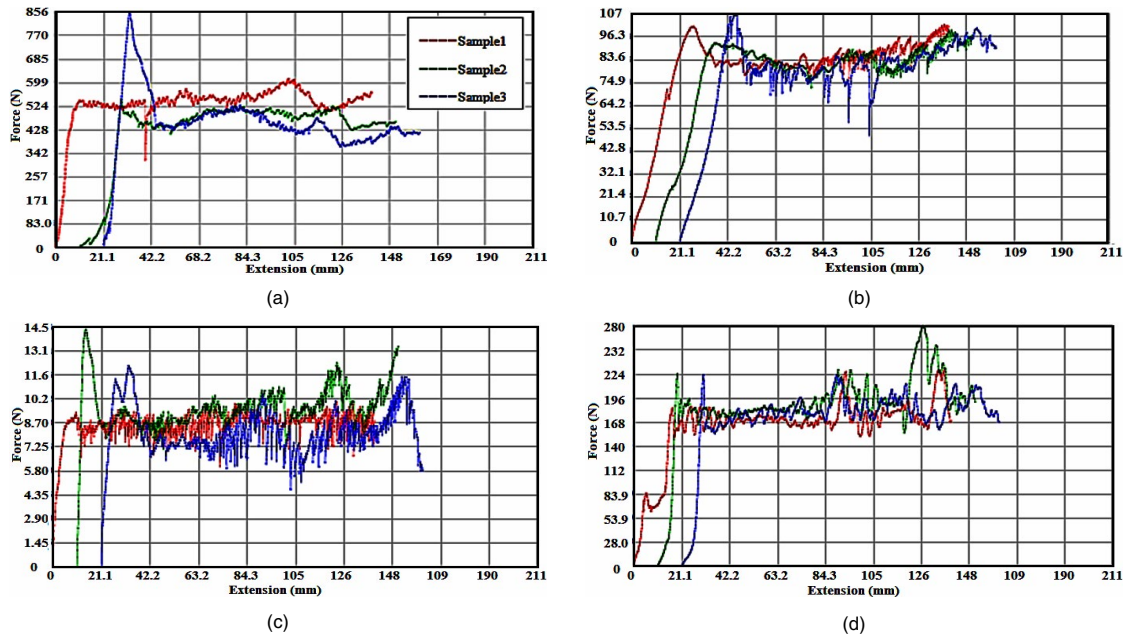 856
770
685
599
524
428
342
257
171
83.0
0
Force (N)
Sample1
Sample2
Sample3
0 21.1 42.2 68.2 84.3 105 126 148 190 190 211
Extension (mm)
(a)
107
96.3
83.6
74.9
64.2
53.5
42.8
32.1
21.4
10.7
0
Force (N)
0 21.1 42.2 63.2 84.3 105 126 148 109 190 211
Extension (mm)
(b)
14.5
13.1
11.6
10.2
8.70
7.25
5.80
4.35
2.90
1.45
0
Force (N)
0 21.1 42.2 63.2 84.3 105 126 148 169 190 211
Extension (mm)
(c)
280
232
224
196
168
140
112
83.9
53.9
28.0
0
Force (N)
0 21.1 42.2 63.2 84.3 105 126 148 109 190 211
Extension (mm)
(d)